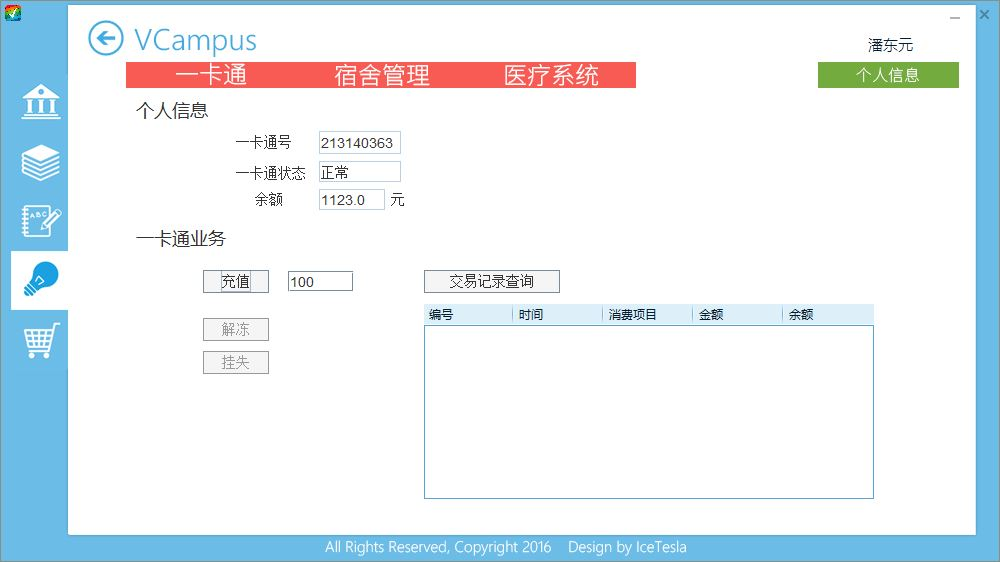 VCampus
潘东元
一卡通 宿舍管理 医疗系统
个人信息
个人信息
一卡通号 213140363
一卡通状态 正常
余额 1123.0 元
一卡通业务
充值 100 交易记录查询
编号 时间 消费项目 金额 余额
解冻
挂失
ABC
All Rights Reserved, Copyright 2016 Design by IceTesla